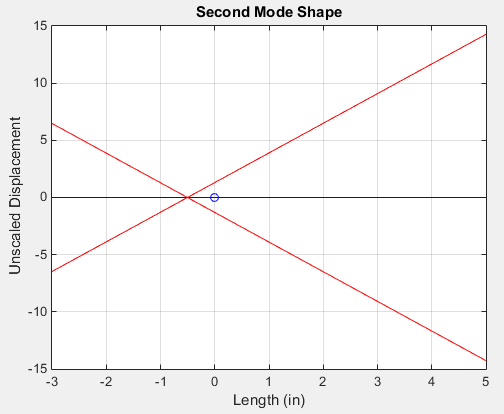 Second Mode Shape
15
10
5
0
-5
-10
-15
Unscaled Displacement
-3 -2 -1 0 1 2 3 4 5
Length (in)